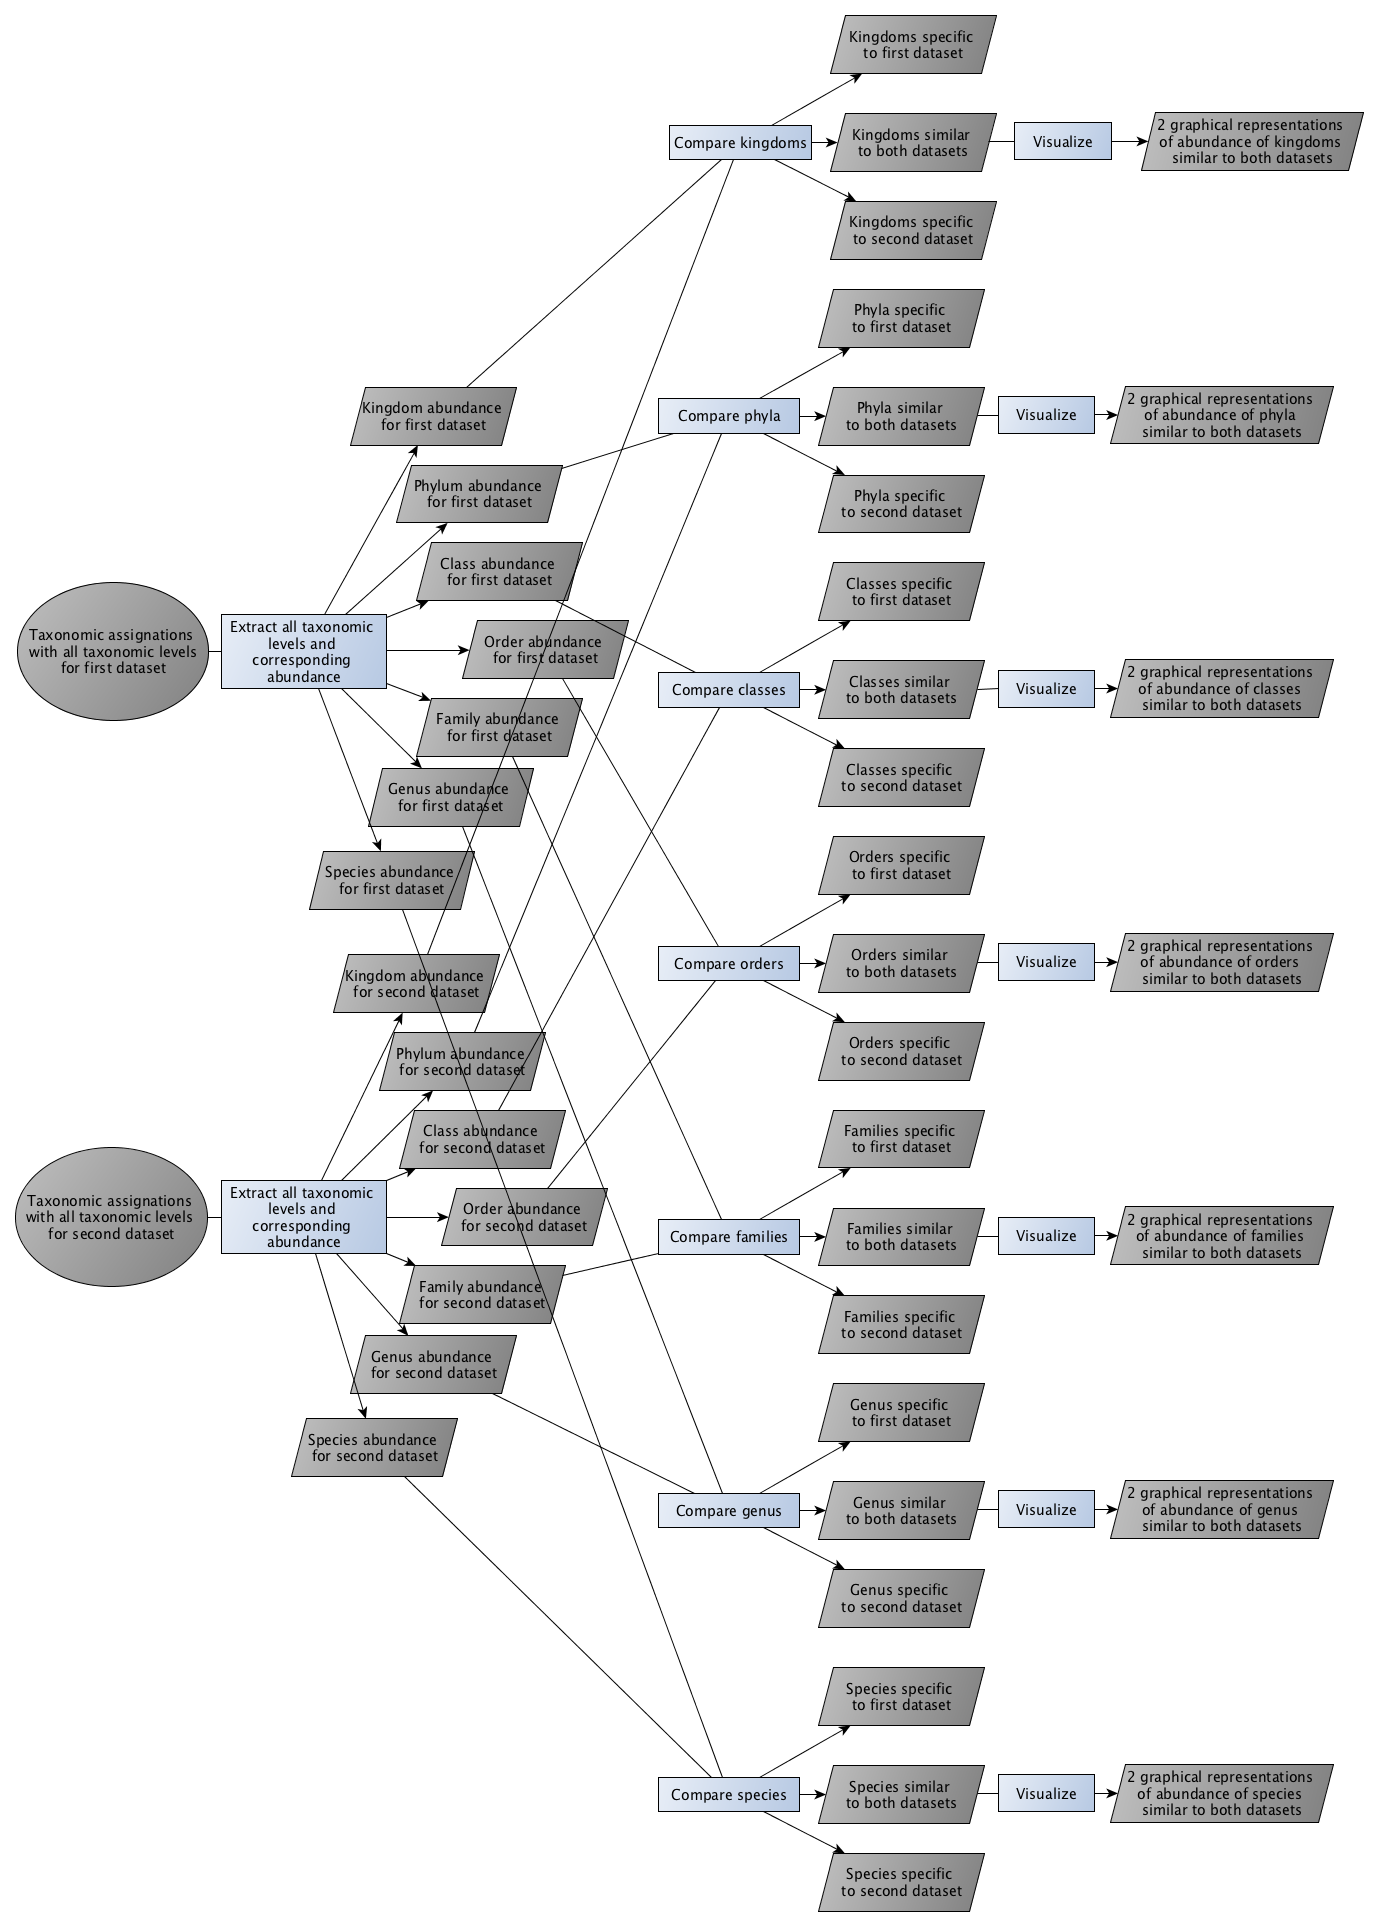 Kingdoms specific
to first dataset
Compare kingdoms
Kingdoms similar
to both datasets
Visualize
2 graphical representations
of abundance of kingdoms
similar to both datasets
Kingdoms specific
to second dataset
Phyla specific
to first dataset
Compare phyla
Phyla similar
to both datasets
Visualize
2 graphical representations
of abundance of phyla
similar to both datasets
Phyla specific
to second dataset
Kingdom abundance
for first dataset
Phylum abundance
for first dataset
Class abundance
for first dataset
Order abundance
for first dataset
Family abundance
for first dataset
Genus abundance
for first dataset
Species abundance
for first dataset
Taxonomic assignations
with all taxonomic levels
for first dataset
Extract all taxonomic
levels and
corresponding
abundance
Classes specific
to first dataset
Compare classes
Classes similar
to both datasets
Visualize
2 graphical representations
of abundance of classes
similar to both datasets
Classes specific
to second dataset
Orders specific
to first dataset
Compare orders
Orders similar
to both datasets
Visualize
2 graphical representations
of abundance of orders
similar to both datasets
Orders specific
to second dataset
Kingdom abundance
for second dataset
Phylum abundance
for second dataset
Class abundance
for second dataset
Order abundance
for second dataset
Family abundance
for second dataset
Genus abundance
for second dataset
Species abundance
for second dataset
Taxonomic assignations
with all taxonomic levels
for second dataset
Extract all taxonomic
levels and
corresponding
abundance
Families specific
to first dataset
Compare families
Families similar
to both datasets
Visualize
2 graphical representations
of abundance of families
similar to both datasets
Families specific
to second dataset
Genus specific
to first dataset
Compare genus
Genus similar
to both datasets
Visualize
2 graphical representations
of abundance of genus
similar to both datasets
Genus specific
to second dataset
Species specific
to first dataset
Compare species
Species similar
to both datasets
Visualize
2 graphical representations
of abundance of species
similar to both datasets
Species specific
to second dataset